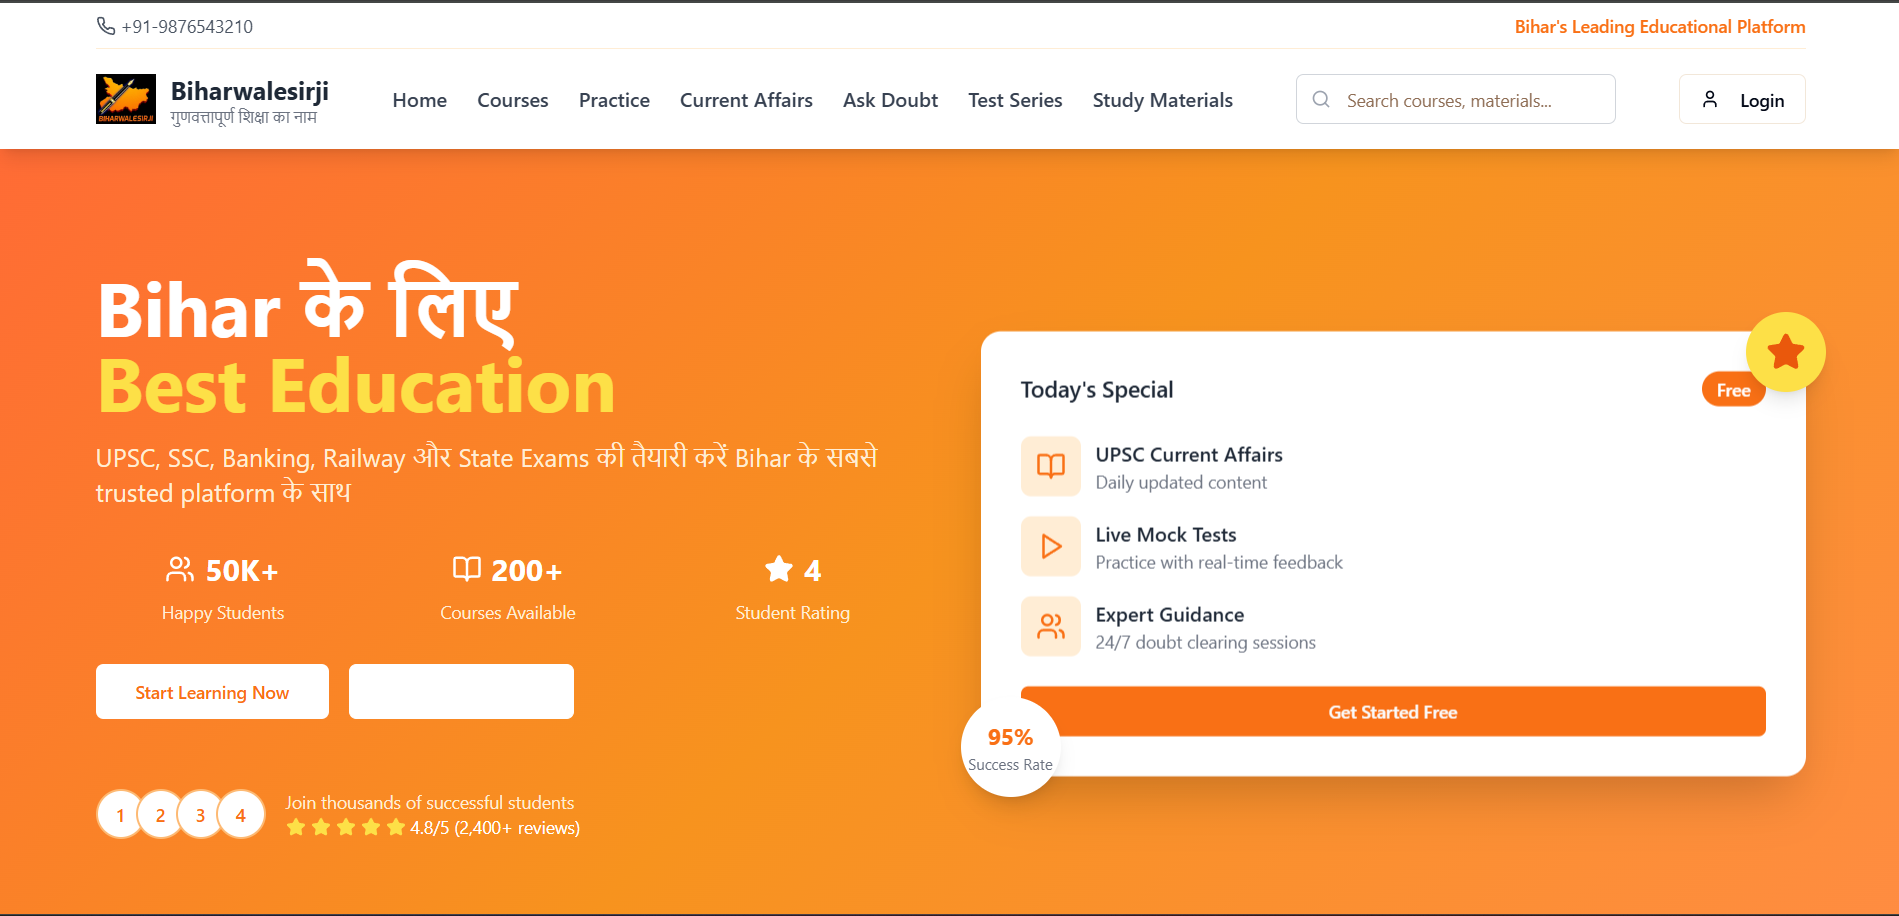 +91-9876543210
Bihar's Leading Educational Platform
BIHARWALESIRJI
Biharwalesirji
गुणवत्तापूर्ण शिक्षा का नाम
Home
Courses
Practice
Current Affairs
Ask Doubt
Test Series
Study Materials
Search courses, materials...
Login
Bihar के लिए
Best Education
UPSC, SSC, Banking, Railway और State Exams की तैयारी करें Bihar के सबसे
trusted platform के साथ
50K+
Happy Students
200+
Courses Available
4
Student Rating
Start Learning Now
1
2
3
4
Join thousands of successful students
4.8/5 (2,400+ reviews)
Today's Special
Free
UPSC Current Affairs
Daily updated content
Live Mock Tests
Practice with real-time feedback
Expert Guidance
24/7 doubt clearing sessions
Get Started Free
95%
Success Rate